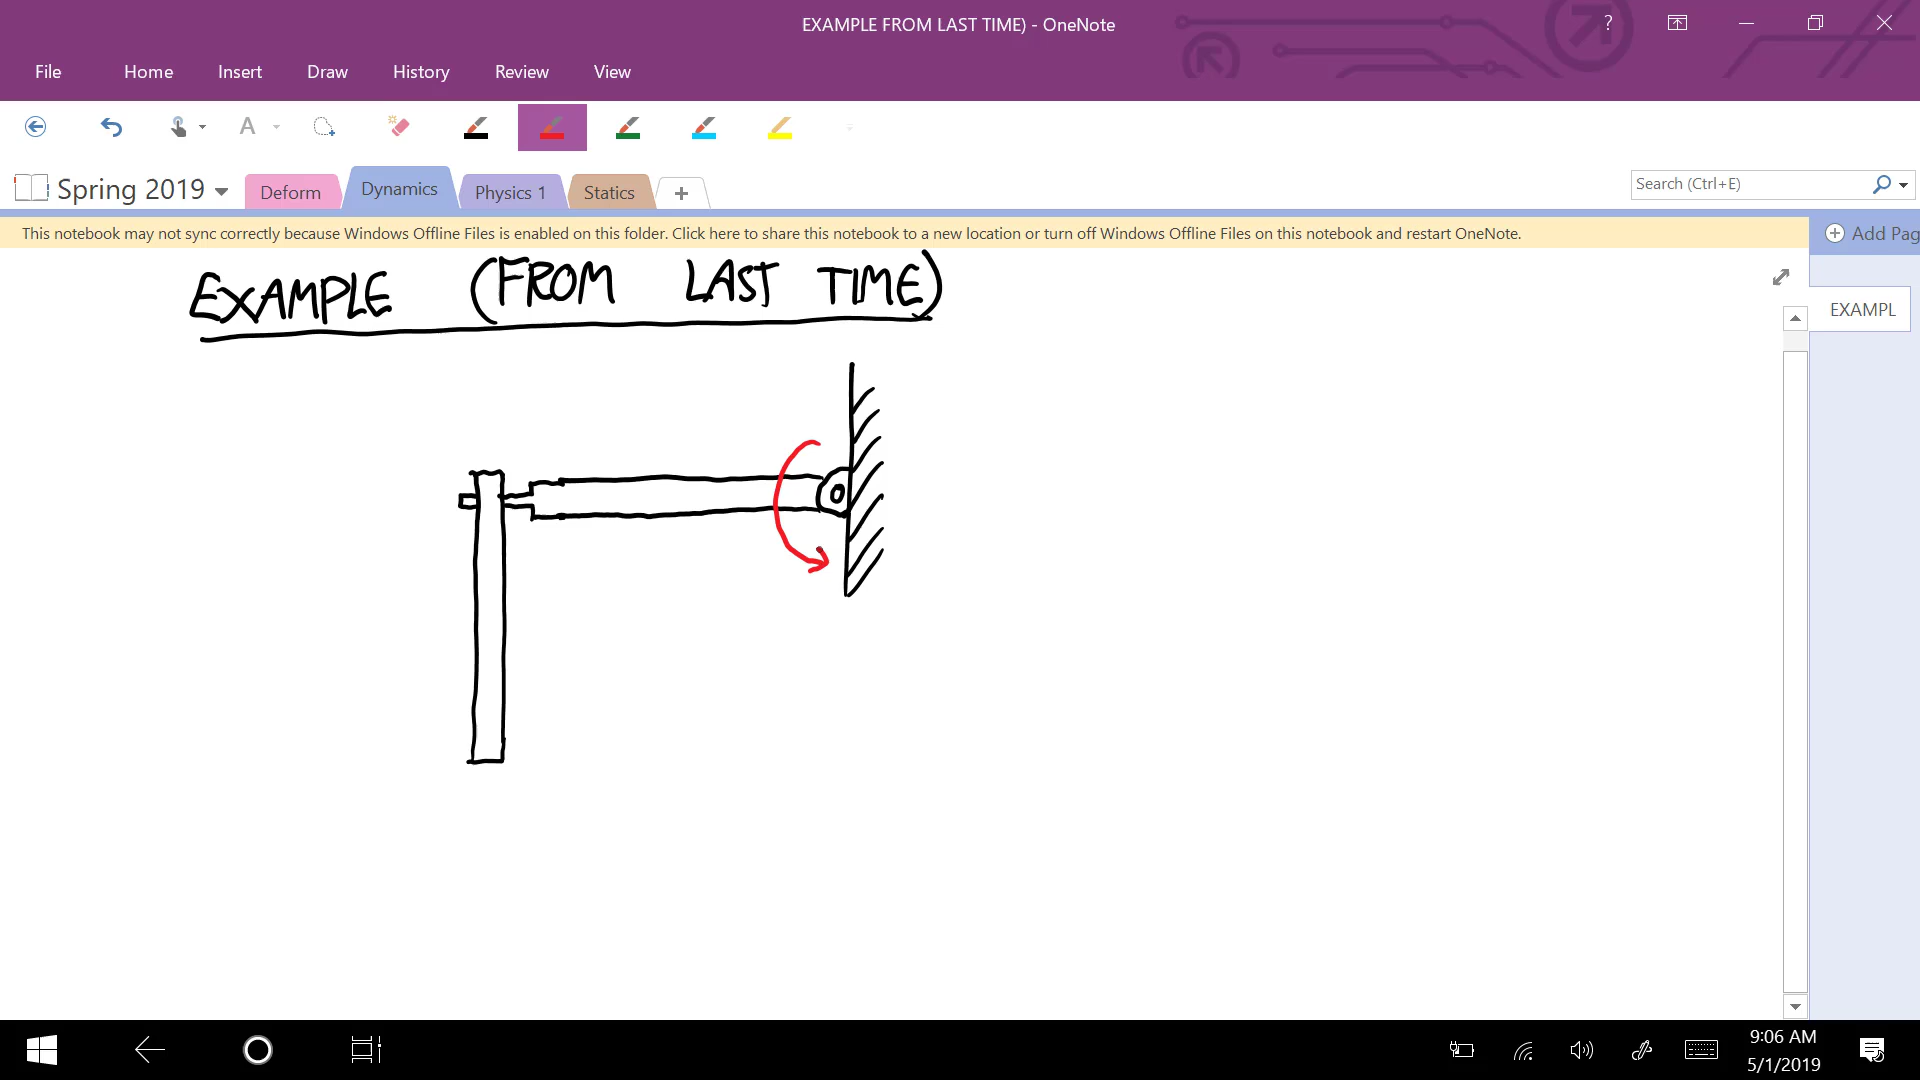 EXAMPLE FROM LAST TIME) - OneNote
?
File Home Insert Draw History Review View
A
Spring 2019 Deform Dynamics Physics 1 Statics +
Search (Ctrl+E)
This notebook may not sync correctly because Windows Offline Files is enabled on this folder. Click here to share this notebook to a new location or turn off Windows Offline Files on this notebook and restart OneNote.
Add Pag
EXAMPLE (FROM LAST TIME)
EXAMPL
9:06 AM
5/1/2019